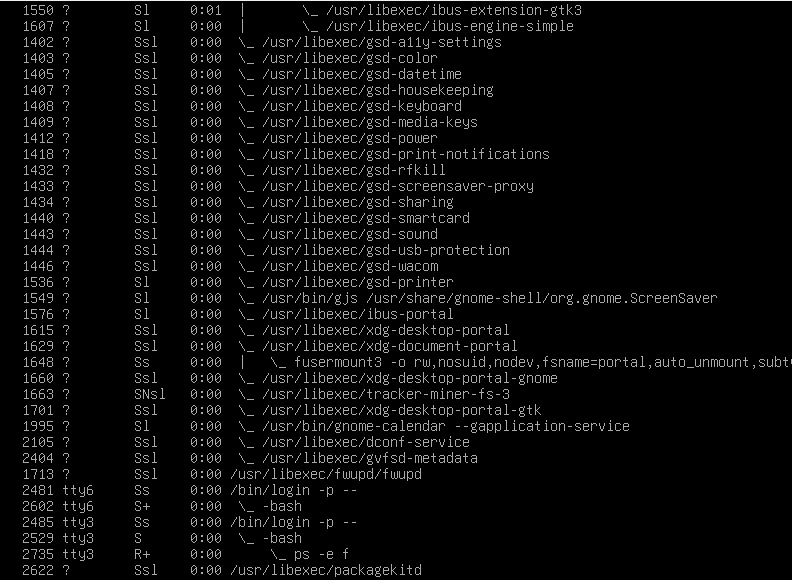 1550 ?        Sl     0:01  |       \_ /usr/libexec/ibus-extension-gtk3
1607 ?        Sl     0:00  |       \_ /usr/libexec/ibus-engine-simple
1402 ?        Ssl    0:00  \_ /usr/libexec/gsd-a11y-settings
1403 ?        Ssl    0:00  \_ /usr/libexec/gsd-color
1405 ?        Ssl    0:00  \_ /usr/libexec/gsd-datetime
1407 ?        Ssl    0:00  \_ /usr/libexec/gsd-housekeeping
1408 ?        Ssl    0:00  \_ /usr/libexec/gsd-keyboard
1409 ?        Ssl    0:00  \_ /usr/libexec/gsd-media-keys
1412 ?        Ssl    0:00  \_ /usr/libexec/gsd-power
1418 ?        Ssl    0:00  \_ /usr/libexec/gsd-print-notifications
1432 ?        Ssl    0:00  \_ /usr/libexec/gsd-rfkill
1433 ?        Ssl    0:00  \_ /usr/libexec/gsd-screensaver-proxy
1434 ?        Ssl    0:00  \_ /usr/libexec/gsd-sharing
1440 ?        Ssl    0:00  \_ /usr/libexec/gsd-smartcard
1443 ?        Ssl    0:00  \_ /usr/libexec/gsd-sound
1444 ?        Ssl    0:00  \_ /usr/libexec/gsd-usb-protection
1446 ?        Ssl    0:00  \_ /usr/libexec/gsd-wacom
1536 ?        Sl     0:00  \_ /usr/libexec/gsd-printer
1549 ?        Sl     0:00  \_ /usr/bin/gjs /usr/share/gnome-shell/org.gnome.ScreenSaver
1576 ?        Sl     0:00  \_ /usr/libexec/ibus-portal
1615 ?        Ssl    0:00  \_ /usr/libexec/xdg-desktop-portal
1629 ?        Ssl    0:00  \_ /usr/libexec/xdg-document-portal
1648 ?        Ss     0:00  |   \_ fusermount3 -o rw,nosuid,nodev,fsname=portal,auto_unmount,subt
1660 ?        Ssl    0:00  \_ /usr/libexec/xdg-desktop-portal-gnome
1663 ?        SNsl   0:00  \_ /usr/libexec/tracker-miner-fs-3
1701 ?        Ssl    0:00  \_ /usr/libexec/xdg-desktop-portal-gtk
1995 ?        Sl     0:00  \_ /usr/bin/gnome-calendar --gapplication-service
2105 ?        Ssl    0:00  \_ /usr/libexec/dconf-service
2404 ?        Ssl    0:00  \_ /usr/libexec/gvfsd-metadata
1713 ?        Ssl    0:00 /usr/libexec/fwupd/fwupd
2481 tty6     Ss     0:00 /bin/login -p --
2602 tty6     S+     0:00  \_ -bash
2485 tty3     Ss     0:00 /bin/login -p --
2529 tty3     S      0:00  \_ -bash
2735 tty3     R+     0:00      \_ ps -e f
2622 ?        Ssl    0:00 /usr/libexec/packagekitd